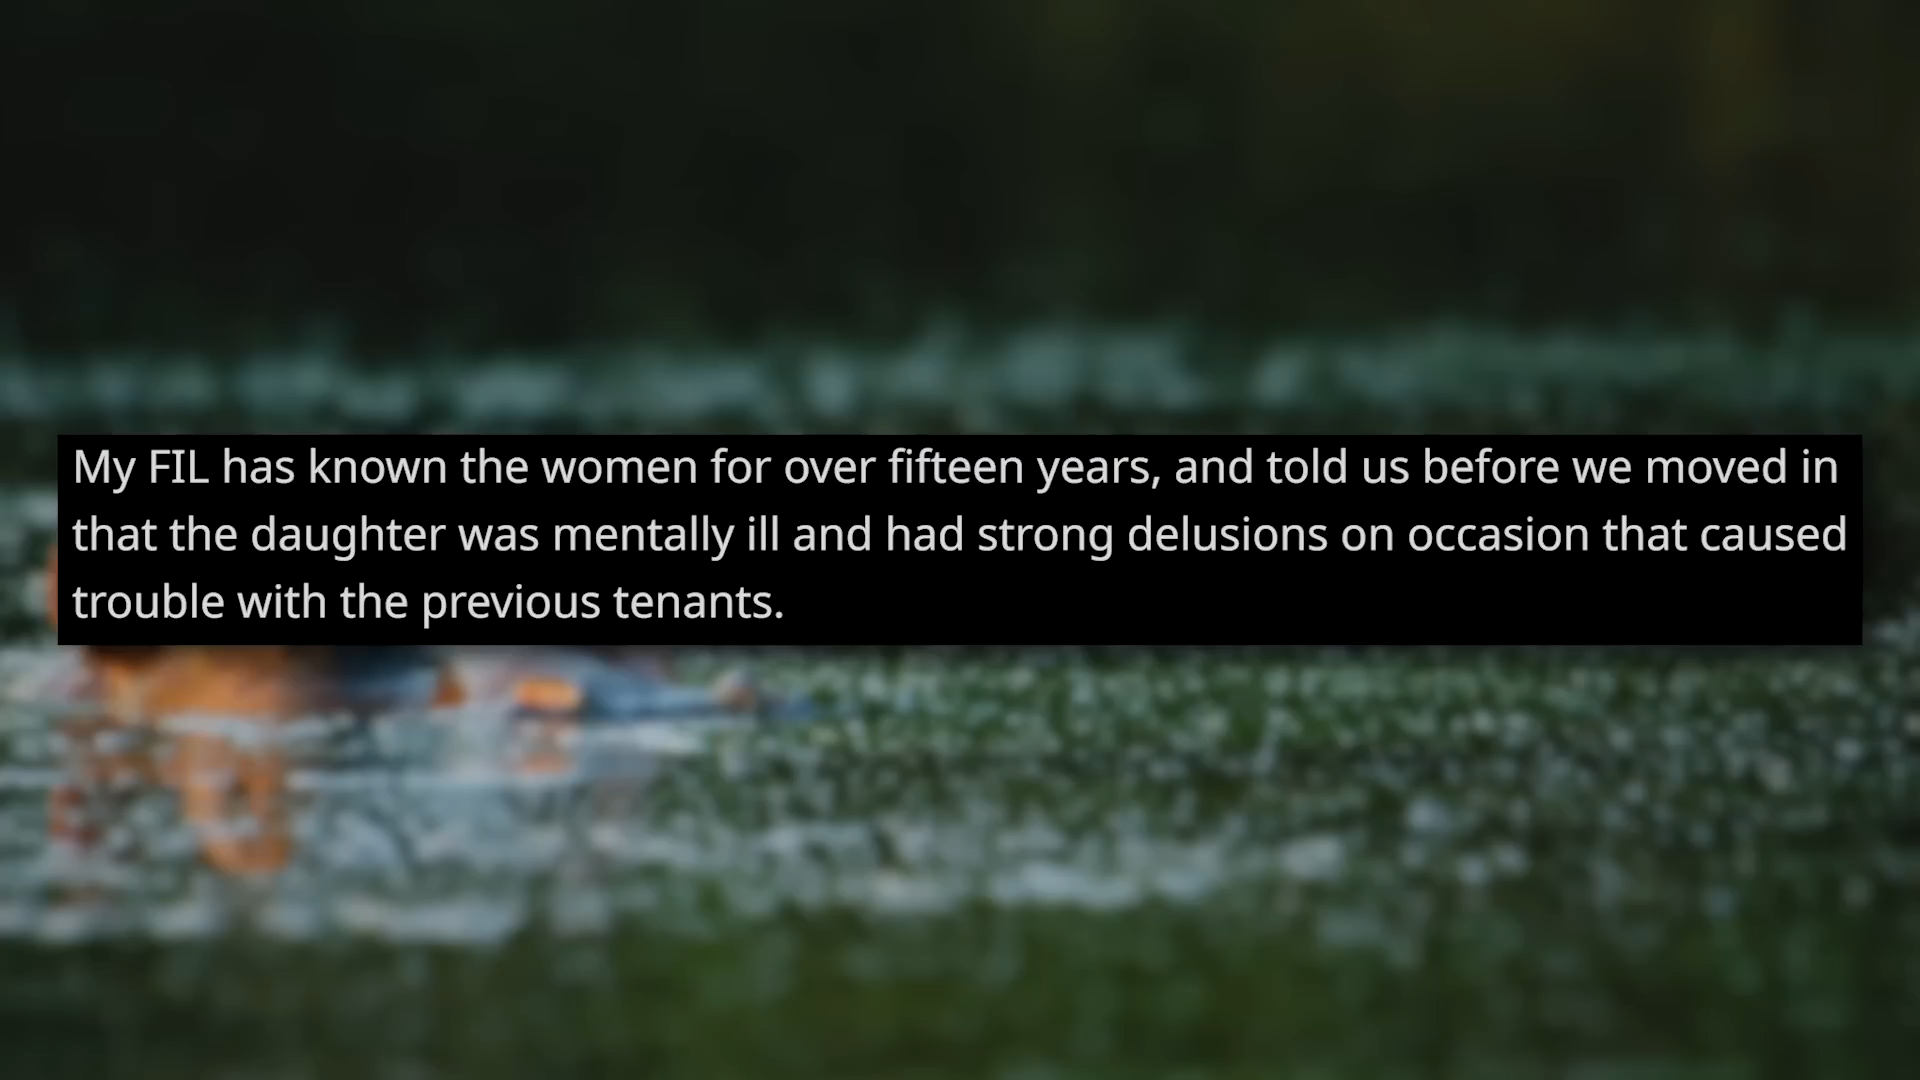 My FIL has known the women for over fifteen years, and told us before we moved in
that the daughter was mentally ill and had strong delusions on occasion that caused
trouble with the previous tenants.